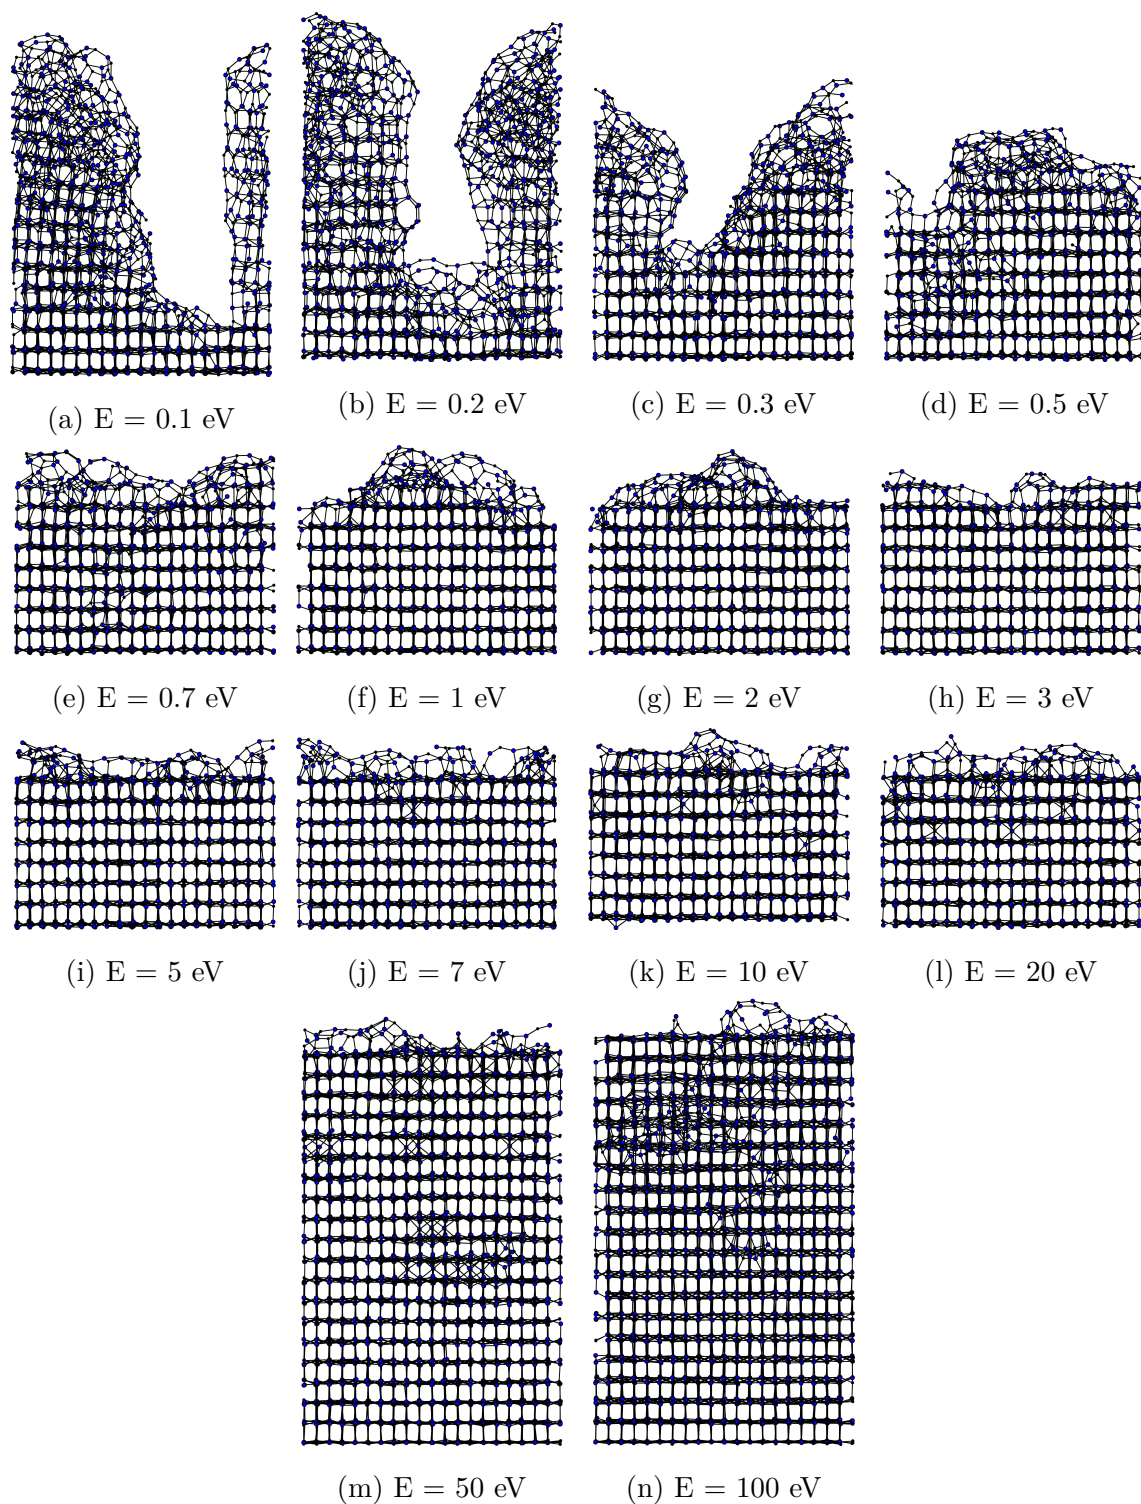 (a) E = 0.1 eV
(b) E = 0.2 eV
(c) E = 0.3 eV
(d) E = 0.5 eV
(e) E = 0.7 eV
(f) E = 1 eV
(g) E = 2 eV
(h) E = 3 eV
(i) E = 5 eV
(j) E = 7 eV
(k) E = 10 eV
(l) E = 20 eV
(m) E = 50 eV
(n) E = 100 eV